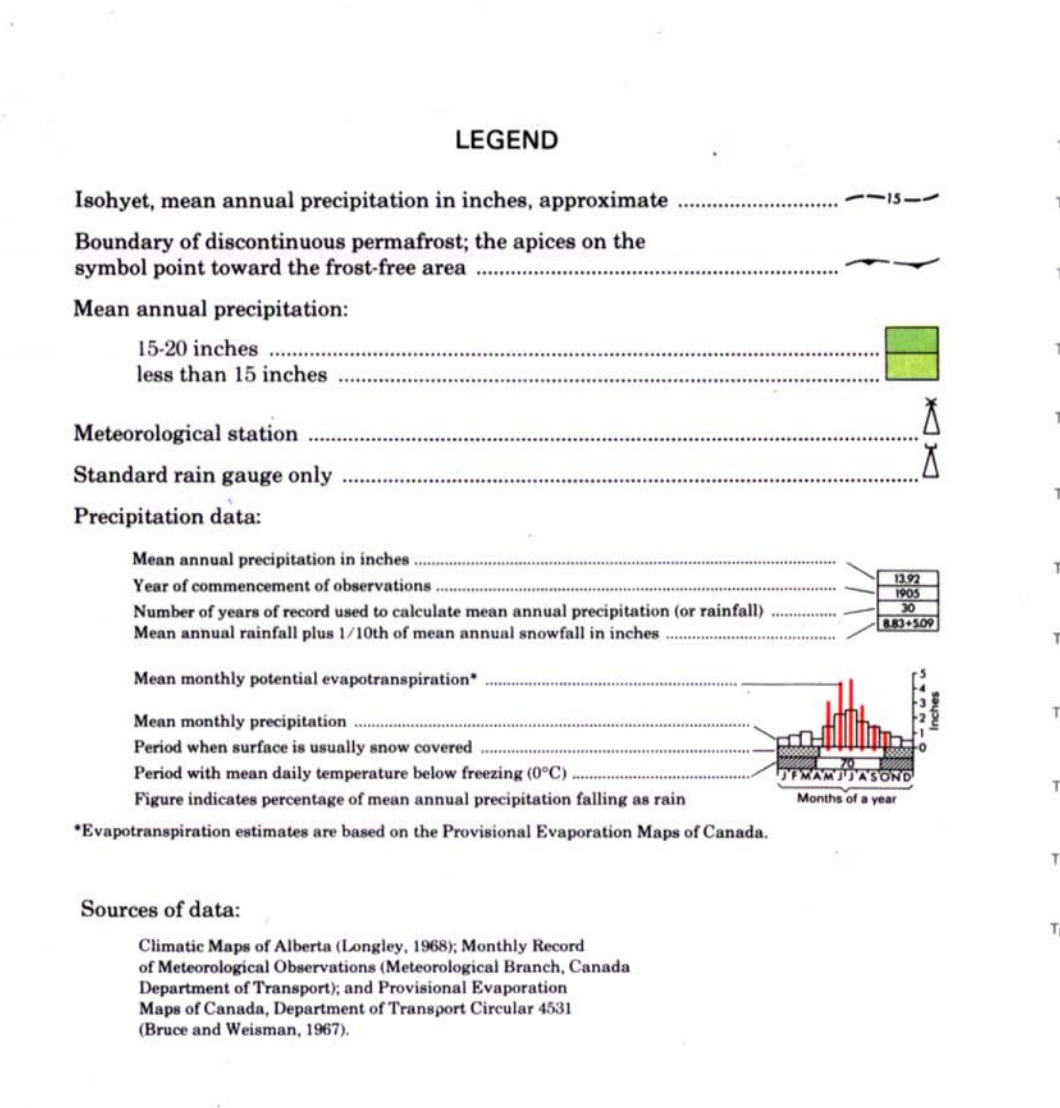 LEGEND
Isohyet, mean annual precipitation in inches, approximate ................................ 15
Boundary of discontinuous permafrost; the apices on the
symbol point toward the frost-free area ................................
Mean annual precipitation:
15-20 inches ................................
less than 15 inches ................................
Meteorological station ................................
Standard rain gauge only ................................
Precipitation data:
Mean annual precipitation in inches ................................
13.92
Year of commencement of observations ................................
1905
Number of years of record used to calculate mean annual precipitation (or rainfall) ................
30
Mean annual rainfall plus 1/10th of mean annual snowfall in inches ................................
8.83+5.09
Mean monthly potential evapotranspiration* ................................
5
4
3
2
1
0
Inches
Mean monthly precipitation ................................
Period when surface is usually snow covered ................................
70
Period with mean daily temperature below freezing (0°C) ................................
J F M A M J J A S O N D
Figure indicates percentage of mean annual precipitation falling as rain
Months of a year
*Evapotranspiration estimates are based on the Provisional Evaporation Maps of Canada.
Sources of data:
Climatic Maps of Alberta (Longley, 1968); Monthly Record
of Meteorological Observations (Meteorological Branch, Canada
Department of Transport); and Provisional Evaporation
Maps of Canada, Department of Transport Circular 4531
(Bruce and Weisman, 1967).